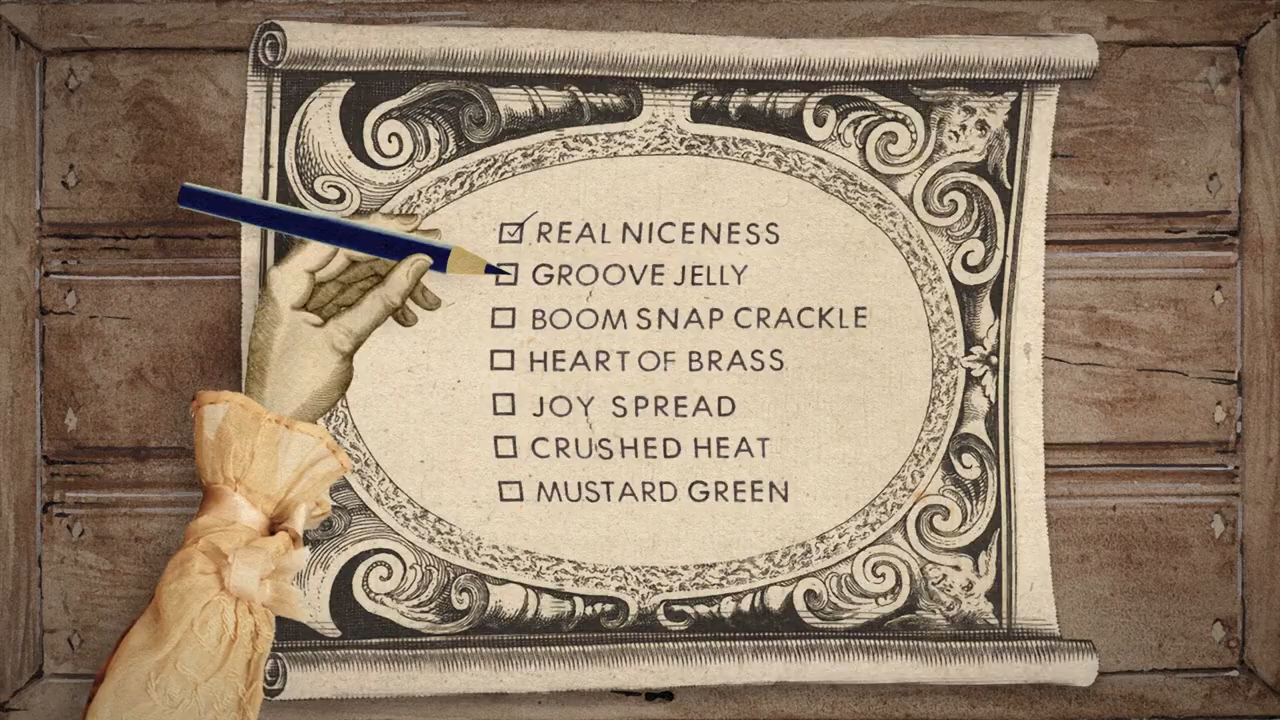 REAL NICENESS
GROOVE JELLY
BOOM SNAP CRACKLE
HEART OF BRASS
JOY SPREAD
CRUSHED HEAT
MUSTARD GREEN